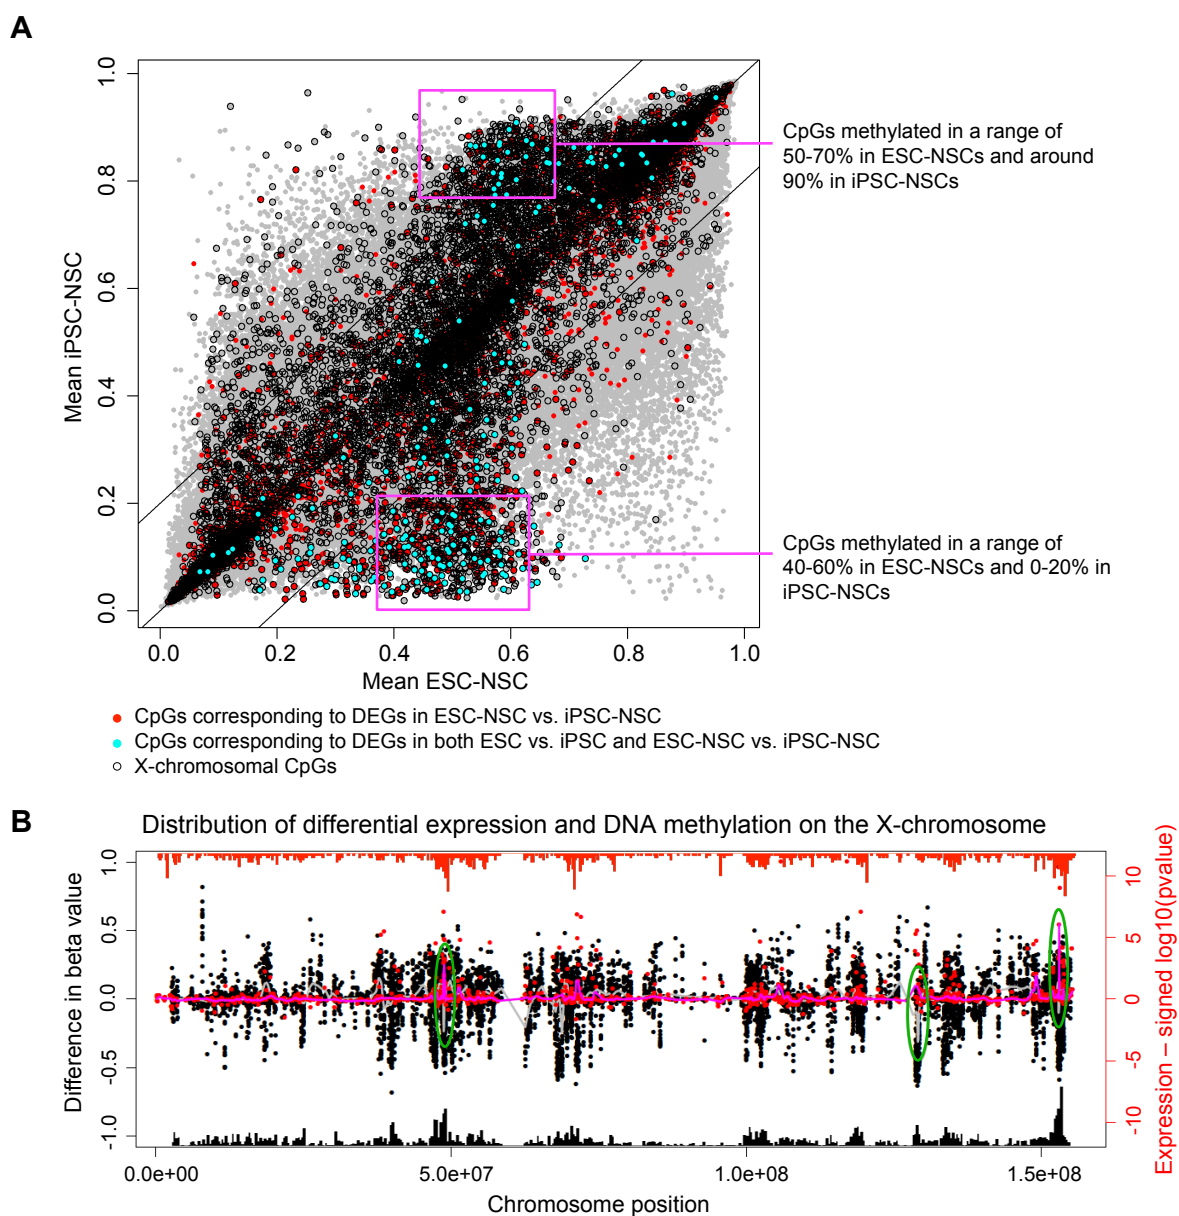 A
1.0
0.8
0.6
0.4
0.2
0.0
Mean iPSC-NSC
0.0 0.2 0.4 0.6 0.8 1.0
Mean ESC-NSC
CpGs methylated in a range of
50-70% in ESC-NSCs and around
90% in iPSC-NSCs
CpGs methylated in a range of
40-60% in ESC-NSCs and 0-20% in
iPSC-NSCs
CpGs corresponding to DEGs in ESC-NSC vs. iPSC-NSC
CpGs corresponding to DEGs in both ESC vs. iPSC and ESC-NSC vs. iPSC-NSC
X-chromosomal CpGs
B
Distribution of differential expression and DNA methylation on the X-chromosome
1.0
0.5
0.0
-0.5
-1.0
Difference in beta value
10
5
0
-5
-10
Expression – signed log10(pvalue)
0.0e+00 5.0e+07 1.0e+08 1.5e+08
Chromosome position